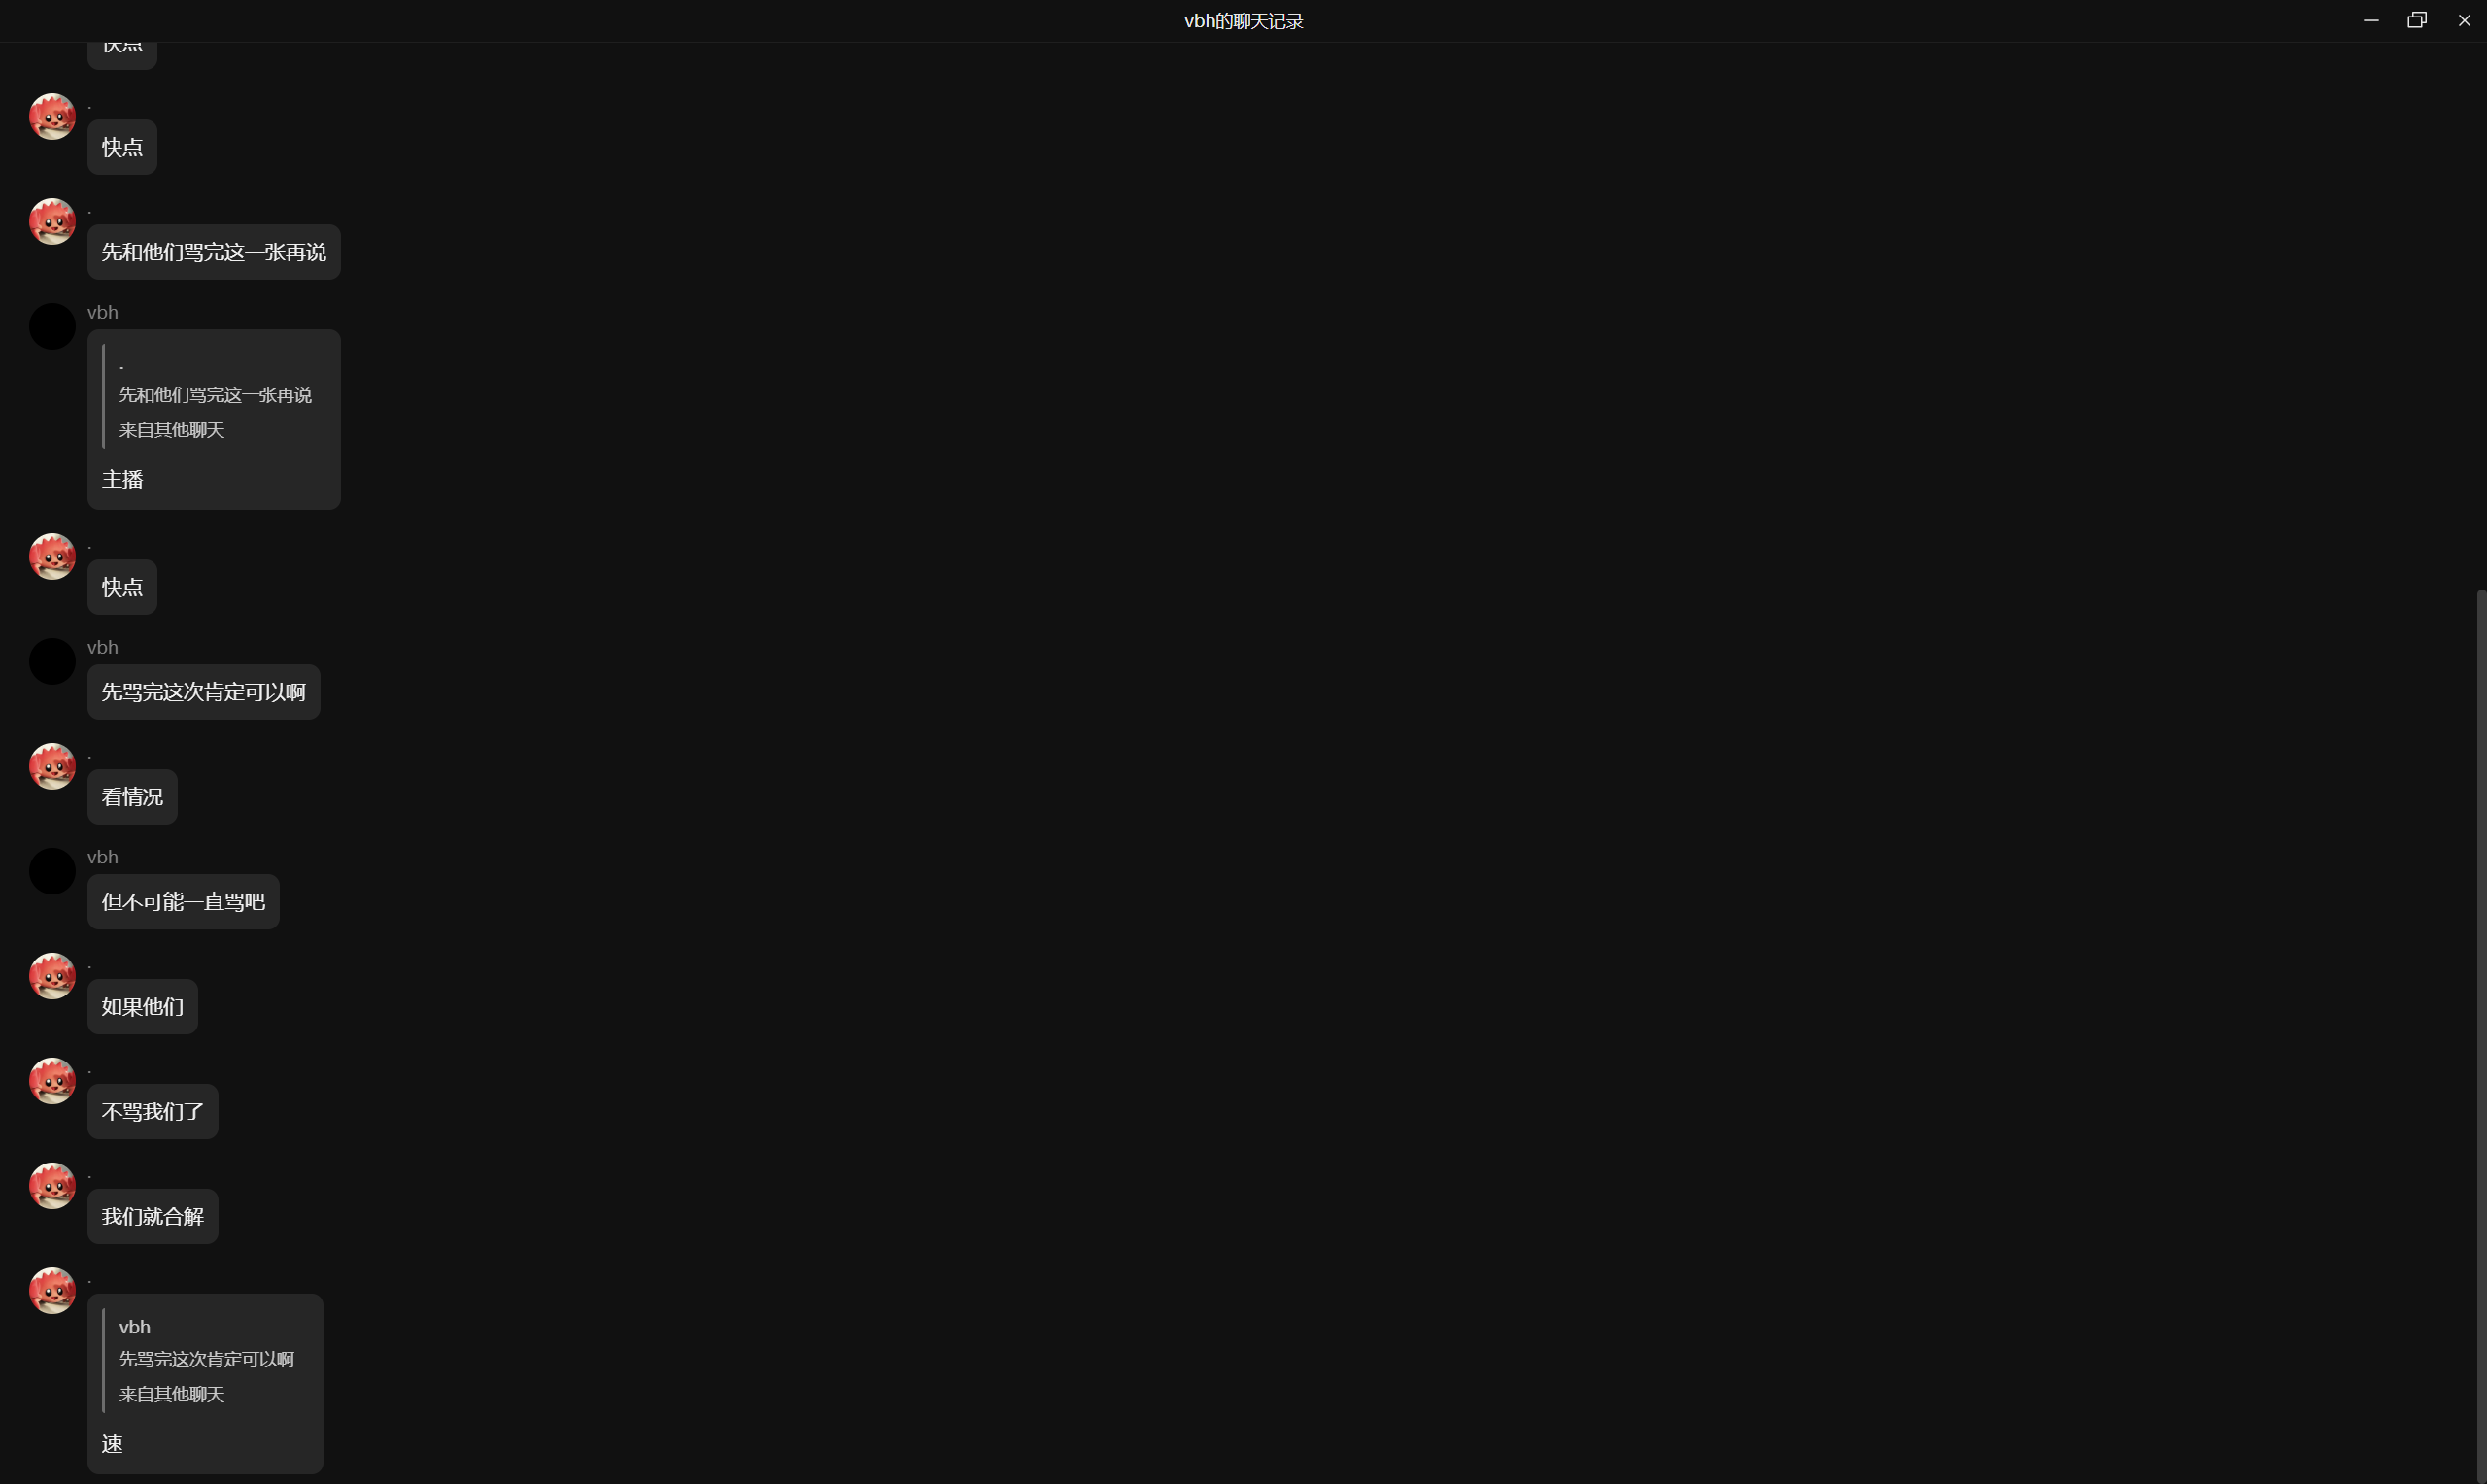 vbh的聊天记录
快点
.
快点
.
先和他们骂完这一张再说
vbh
.
先和他们骂完这一张再说
来自其他聊天
主播
.
快点
vbh
先骂完这次肯定可以啊
.
看情况
vbh
但不可能一直骂吧
.
如果他们
.
不骂我们了
.
我们就合解
.
vbh
先骂完这次肯定可以啊
来自其他聊天
速